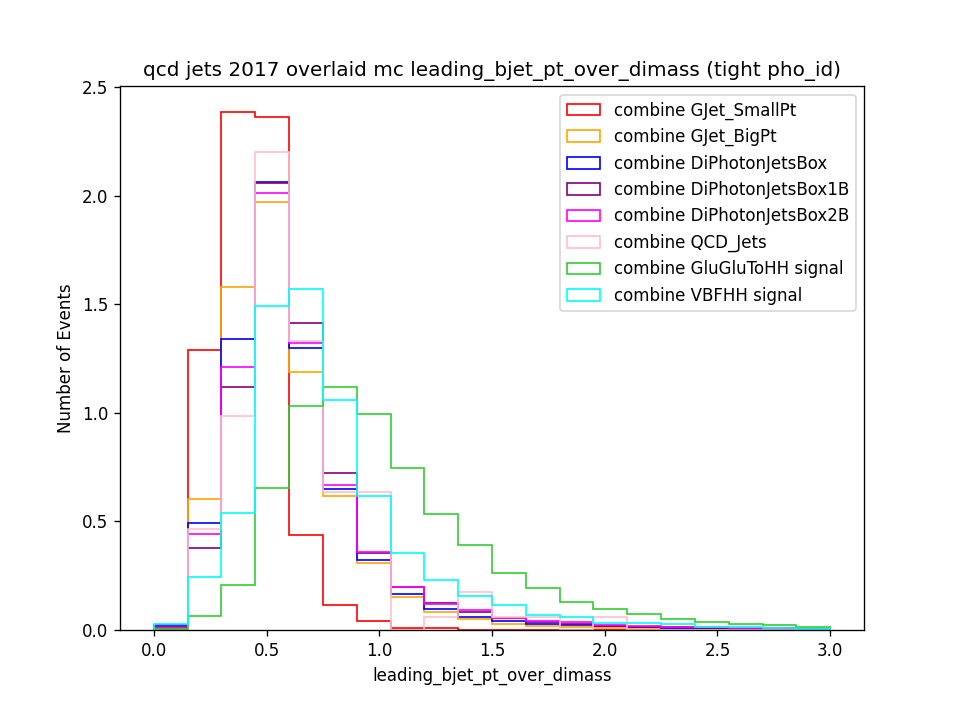 qcd jets 2017 overlaid mc leading_bjet_pt_over_dimass (tight pho_id)
2.5
2.0
1.5
1.0
0.5
0.0
Number of Events
combine GJet_SmallPt
combine GJet_BigPt
combine DiPhotonJetsBox
combine DiPhotonJetsBox1B
combine DiPhotonJetsBox2B
combine QCD_Jets
combine GluGluToHH signal
combine VBFHH signal
0.0 0.5 1.0 1.5 2.0 2.5 3.0
leading_bjet_pt_over_dimass